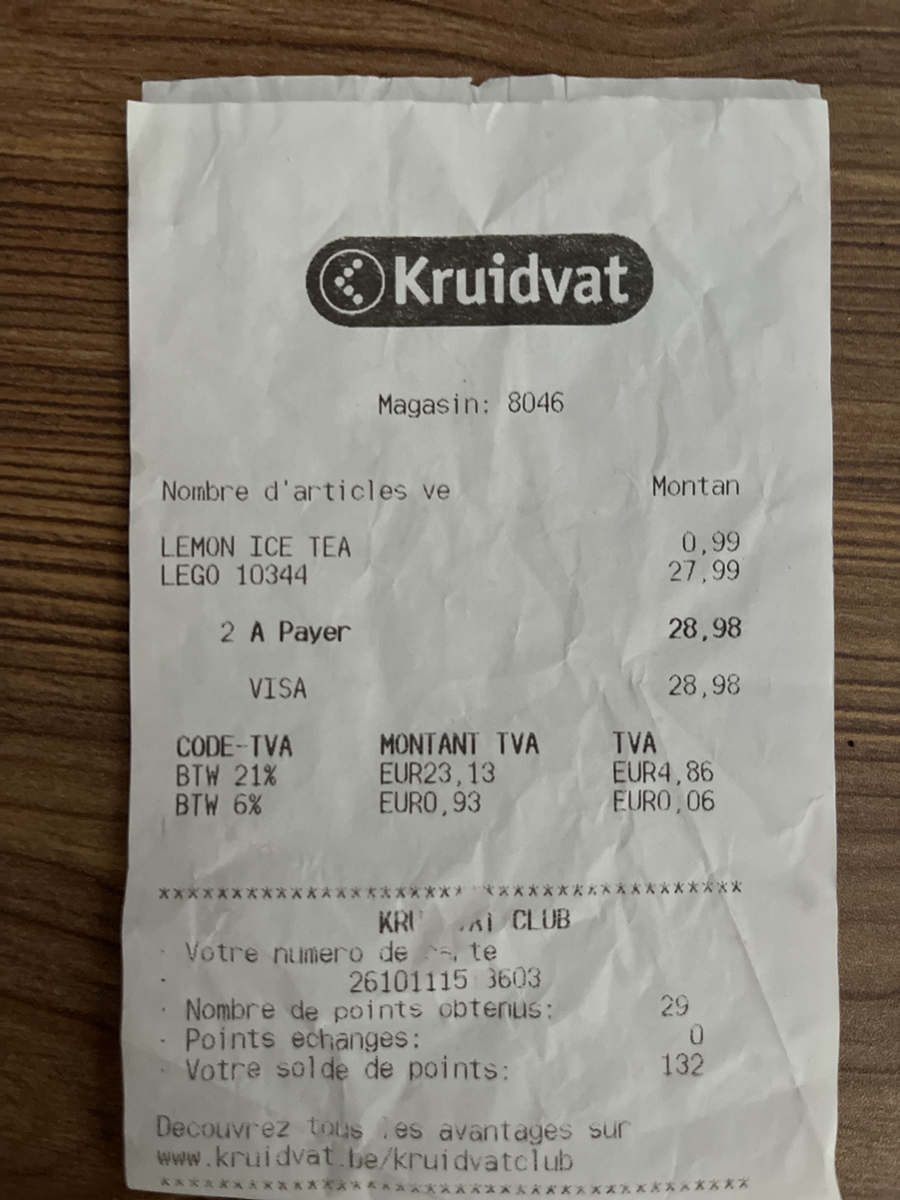 Kruidvat
Magasin: 8046
Nombre d'articles ve Montan
LEMON ICE TEA 0,99
LEGO 10344 27,99
2 A Payer 28,98
VISA 28,98
CODE-TVA MONTANT TVA TVA
BTW 21% EUR23,13 EUR4,86
BTW 6% EUR0,93 EUR0,06
***************************************
CLUB
· Votre numero de
·
· Nombre de points obtenus: 29
· Points echanges: 0
· Votre solde de points: 132
Decouvrez tous les avantages sur
www.kruidvat.be/kruidvatclub
***************************************